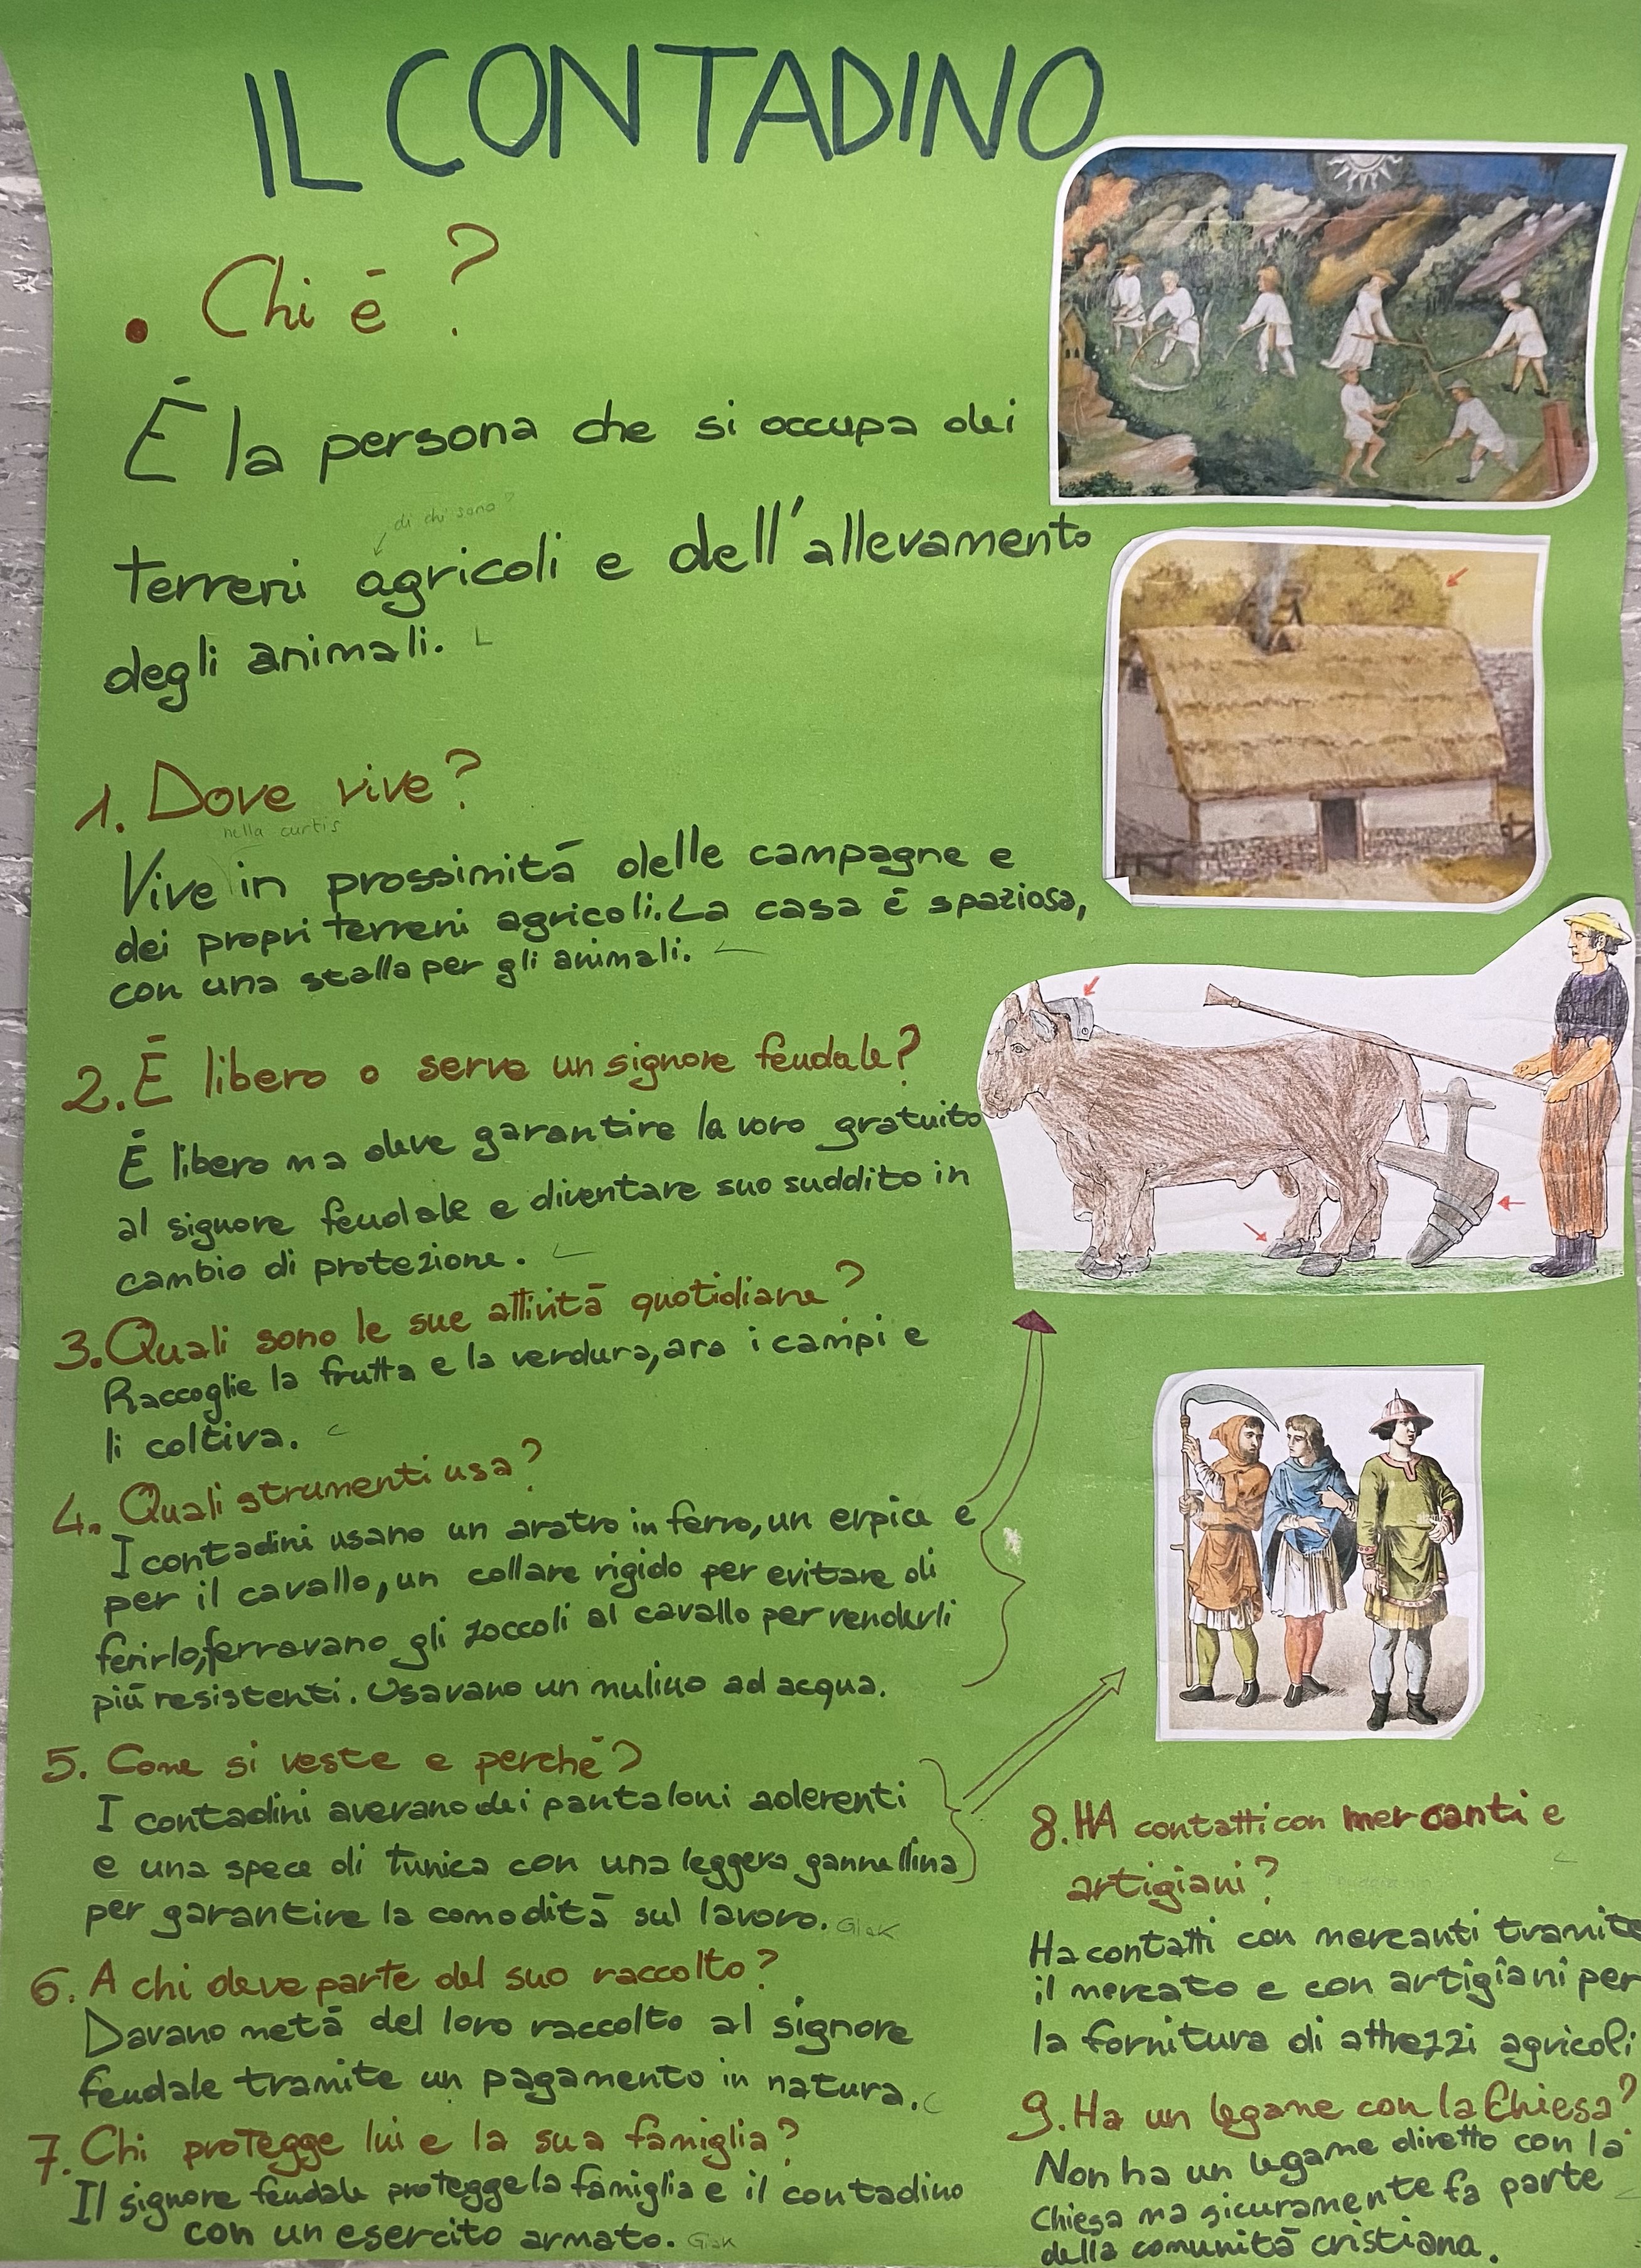 IL CONTADINO
• Chi é?
É la persona che si occupa dei
di chi sono?
terreni agricoli e dell'allevamento
degli animali.
1. Dove vive?
nella curtis
Vive in prossimitá delle campagne e
dei propri terreni agricoli. La casa é spaziosa,
con una stalla per gli animali.
2. É libero o serve un signore feudale?
É libero ma deve garantire lavoro gratuito
al signore feudale e diventare suo suddito in
cambio di protezione.
3. Quali sono le sue attivitá quotidiane?
Raccoglie la frutta e la verdura, ara i campi e
li coltiva.
4. Quali strumenti usa?
I contadini usano un aratro in ferro, un erpice e
per il cavallo, un collare rigido per evitare di
ferirlo, ferravano gli zoccoli al cavallo per renderli
piú resistenti. Usavano un mulino ad acqua.
5. Come si veste e perché?
I contadini avevano dei pantaloni aderenti
e una spece di tunica con una leggera gannellina
per garantire la comoditá sul lavoro. Giak
6. A chi deve parte del suo raccolto?
Davano metá del loro raccolto al signore
feudale tramite un pagamento in natura.
7. Chi protegge lui e la sua famiglia?
Il signore feudale protegge la famiglia e il contadino
con un esercito armato. Giak
8. HA contatti con mercanti e
artigiani?
Ha contatti con mercanti tramite
il mercato e con artigiani per
la fornitura di attrezzi agricoli
9. Ha un legame con la Chiesa?
Non ha un legame diretto con la
Chiesa ma sicuramente fa parte
della comunitá cristiana.